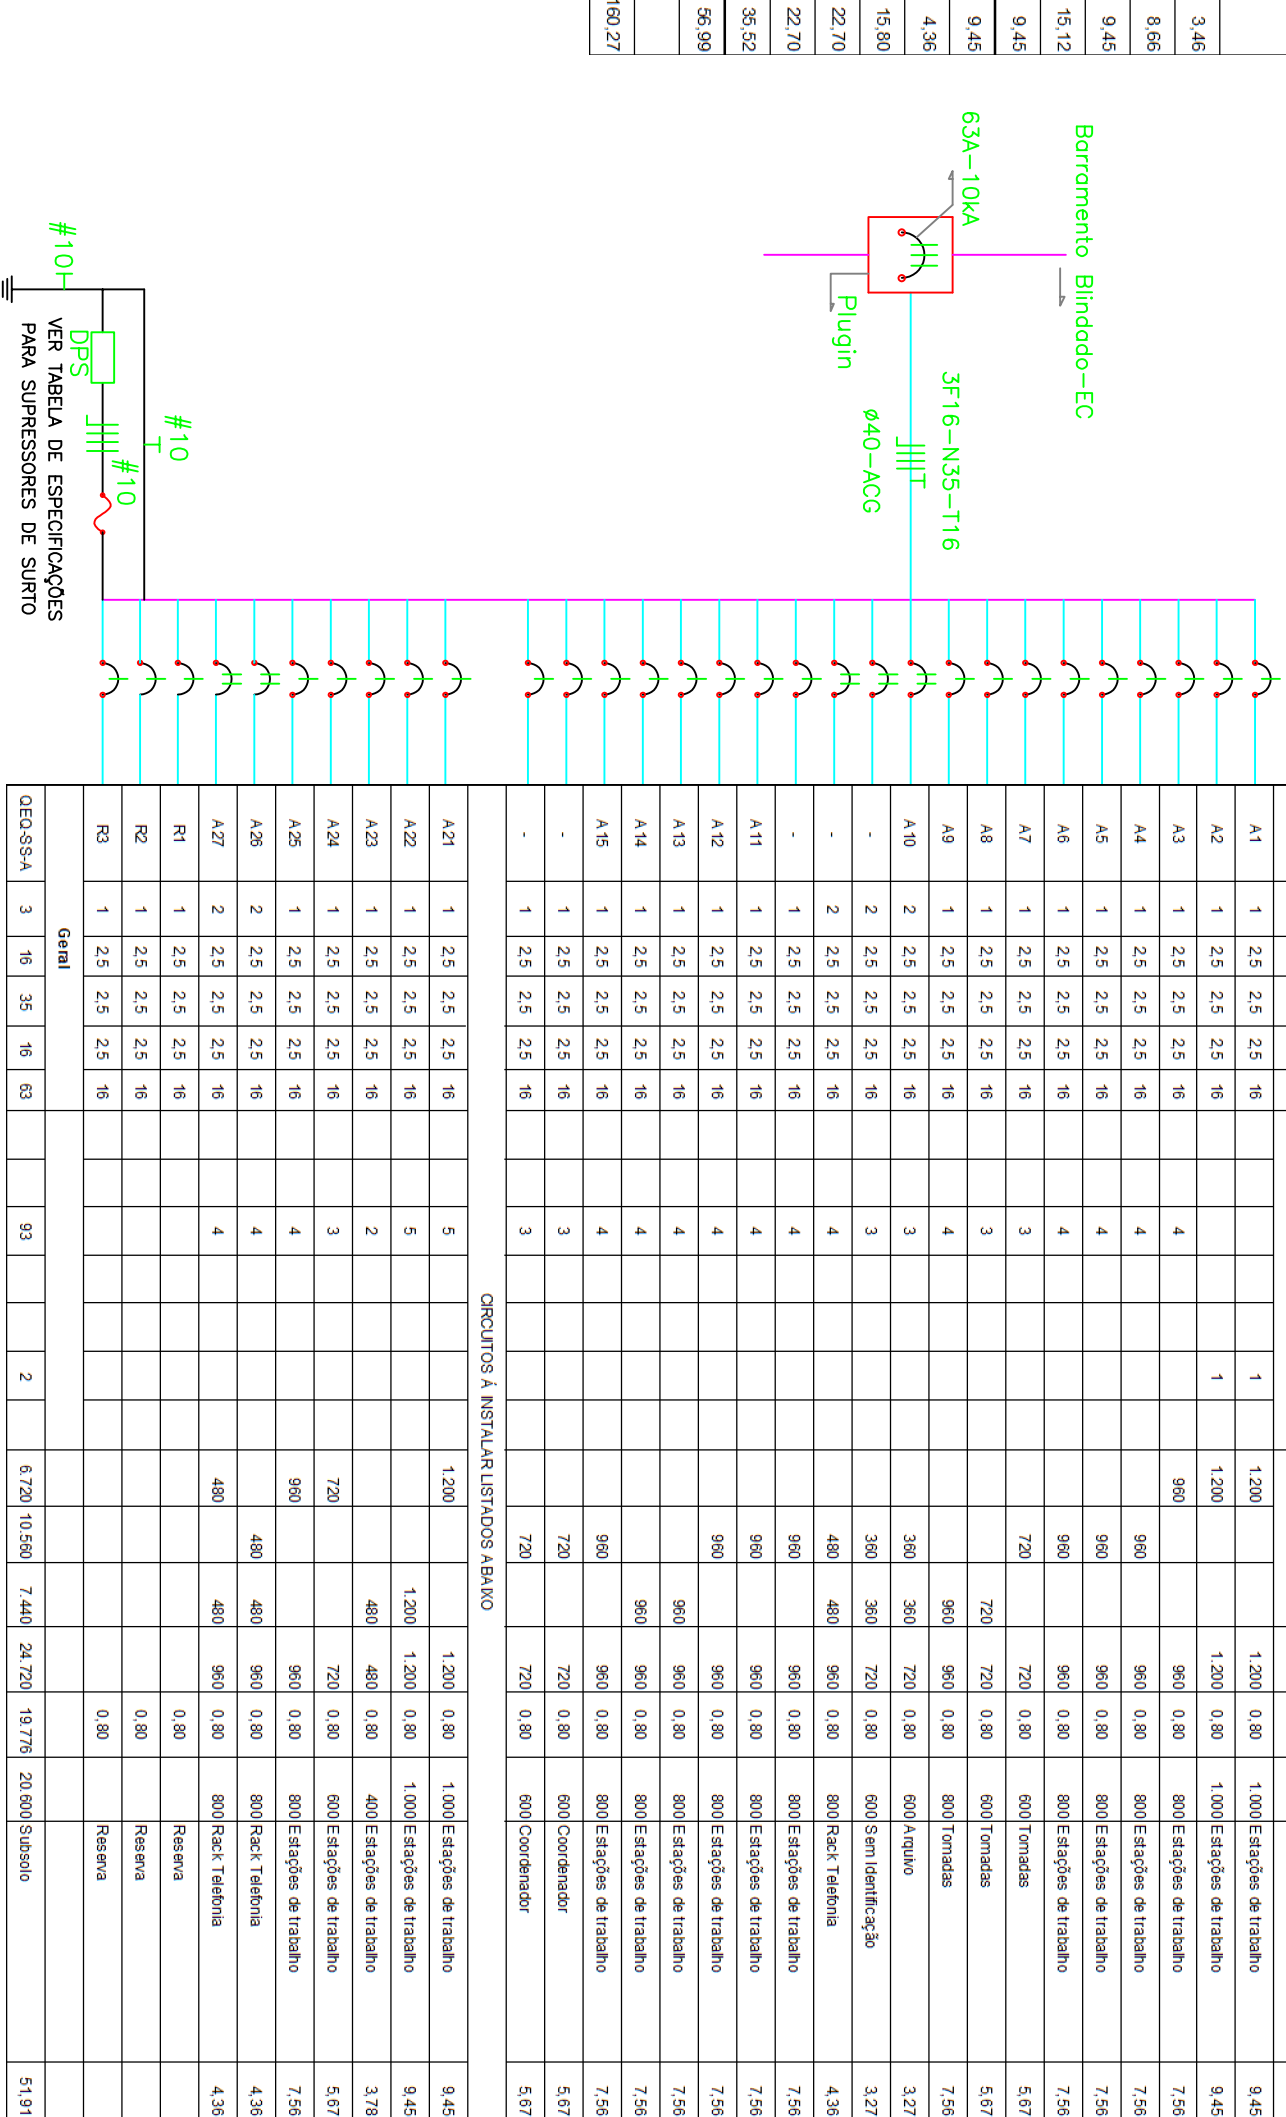 3,46
8,66
9,45
15,12
9,45
9,45
4,36
15,80
22,70
22,70
35,52
56,99
160,27
Barramento Blindado-EC
63A-10kA
Plugin
3F16-N35-T16
T
ø40-ACG
#10
T
#10
#10
DPS
VER TABELA DE ESPECIFICAÇÕES
PARA SUPRESSORES DE SURTO
A1 1 2,5 2,5 2,5 16 1 1.200 1.200 0,80 1.000 Estações de trabalho 9,45
A2 1 2,5 2,5 2,5 16 1 1.200 1.200 0,80 1.000 Estações de trabalho 9,45
A3 1 2,5 2,5 2,5 16 4 960 960 0,80 800 Estações de trabalho 7,56
A4 1 2,5 2,5 2,5 16 4 960 960 0,80 800 Estações de trabalho 7,56
A5 1 2,5 2,5 2,5 16 4 960 960 0,80 800 Estações de trabalho 7,56
A6 1 2,5 2,5 2,5 16 4 960 960 0,80 800 Estações de trabalho 7,56
A7 1 2,5 2,5 2,5 16 3 720 720 0,80 600 Tomadas 5,67
A8 1 2,5 2,5 2,5 16 3 720 720 0,80 600 Tomadas 5,67
A9 1 2,5 2,5 2,5 16 4 960 960 0,80 800 Tomadas 7,56
A10 2 2,5 2,5 2,5 16 3 360 360 720 0,80 600 Arquivo 3,27
- 2 2,5 2,5 2,5 16 3 360 360 720 0,80 600 Sem Identificação 3,27
- 2 2,5 2,5 2,5 16 4 480 480 960 0,80 800 Rack Telefonia 4,36
- 1 2,5 2,5 2,5 16 4 960 960 0,80 800 Estações de trabalho 7,56
A11 1 2,5 2,5 2,5 16 4 960 960 0,80 800 Estações de trabalho 7,56
A12 1 2,5 2,5 2,5 16 4 960 960 0,80 800 Estações de trabalho 7,56
A13 1 2,5 2,5 2,5 16 4 960 960 0,80 800 Estações de trabalho 7,56
A14 1 2,5 2,5 2,5 16 4 960 960 0,80 800 Estações de trabalho 7,56
A15 1 2,5 2,5 2,5 16 4 960 960 0,80 800 Estações de trabalho 7,56
- 1 2,5 2,5 2,5 16 3 720 720 0,80 600 Coordenador 5,67
- 1 2,5 2,5 2,5 16 3 720 720 0,80 600 Coordenador 5,67
CIRCUITOS Á INSTALAR LISTADOS ABAIXO
A21 1 2,5 2,5 2,5 16 5 1.200 1.200 0,80 1.000 Estações de trabalho 9,45
A22 1 2,5 2,5 2,5 16 5 1.200 1.200 0,80 1.000 Estações de trabalho 9,45
A23 1 2,5 2,5 2,5 16 2 480 480 0,80 400 Estações de trabalho 3,78
A24 1 2,5 2,5 2,5 16 3 720 720 0,80 600 Estações de trabalho 5,67
A25 1 2,5 2,5 2,5 16 4 960 960 0,80 800 Estações de trabalho 7,56
A26 2 2,5 2,5 2,5 16 4 480 480 960 0,80 800 Rack Telefonia 4,36
A27 2 2,5 2,5 2,5 16 4 480 480 960 0,80 800 Rack Telefonia 4,36
R1 1 2,5 2,5 2,5 16 0,80 Reserva
R2 1 2,5 2,5 2,5 16 0,80 Reserva
R3 1 2,5 2,5 2,5 16 0,80 Reserva
Geral
QEQ-SS-A 3 16 35 16 63 93 2 6.720 10.560 7.440 24.720 19.776 20.600 Subsolo 51,91